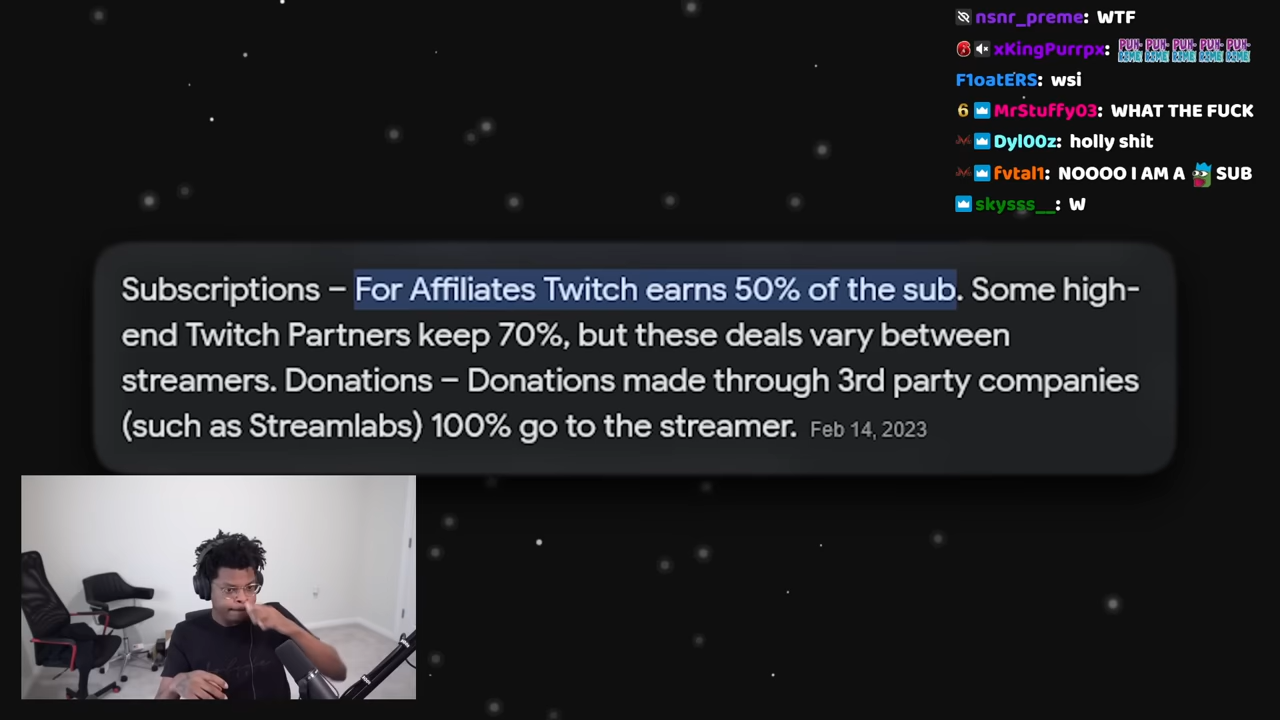 nsnr_preme: WTF
xKingPurrpx:
F1oatERS: wsi
6 MrStuffy03: WHAT THE FUCK
Dyl00z: holly shit
fvtal1: NOOOO I AM A SUB
skysss__: W
Subscriptions – For Affiliates Twitch earns 50% of the sub. Some high-
end Twitch Partners keep 70%, but these deals vary between
streamers. Donations – Donations made through 3rd party companies
(such as Streamlabs) 100% go to the streamer. Feb 14, 2023